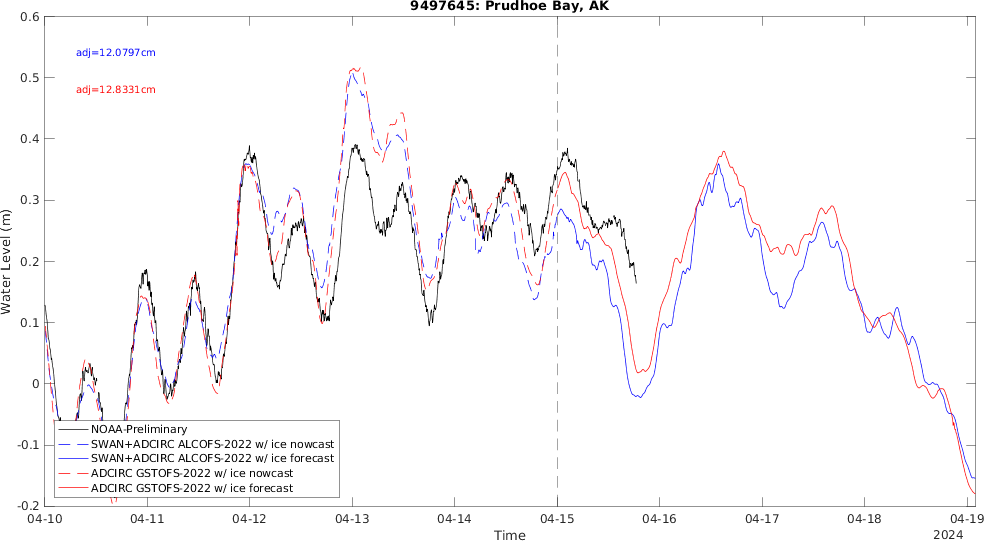 9497645: Prudhoe Bay, AK
0.6
adj=12.0797cm
0.5
adj=12.8331cm
0.4
0.3
0.2
Water Level (m)
0.1
0
-0.1
-0.2
NOAA-Preliminary
SWAN+ADCIRC ALCOFS-2022 w/ ice nowcast
SWAN+ADCIRC ALCOFS-2022 w/ ice forecast
ADCIRC GSTOFS-2022 w/ ice nowcast
ADCIRC GSTOFS-2022 w/ ice forecast
04-10 04-11 04-12 04-13 04-14 04-15 04-16 04-17 04-18 04-19
Time
2024